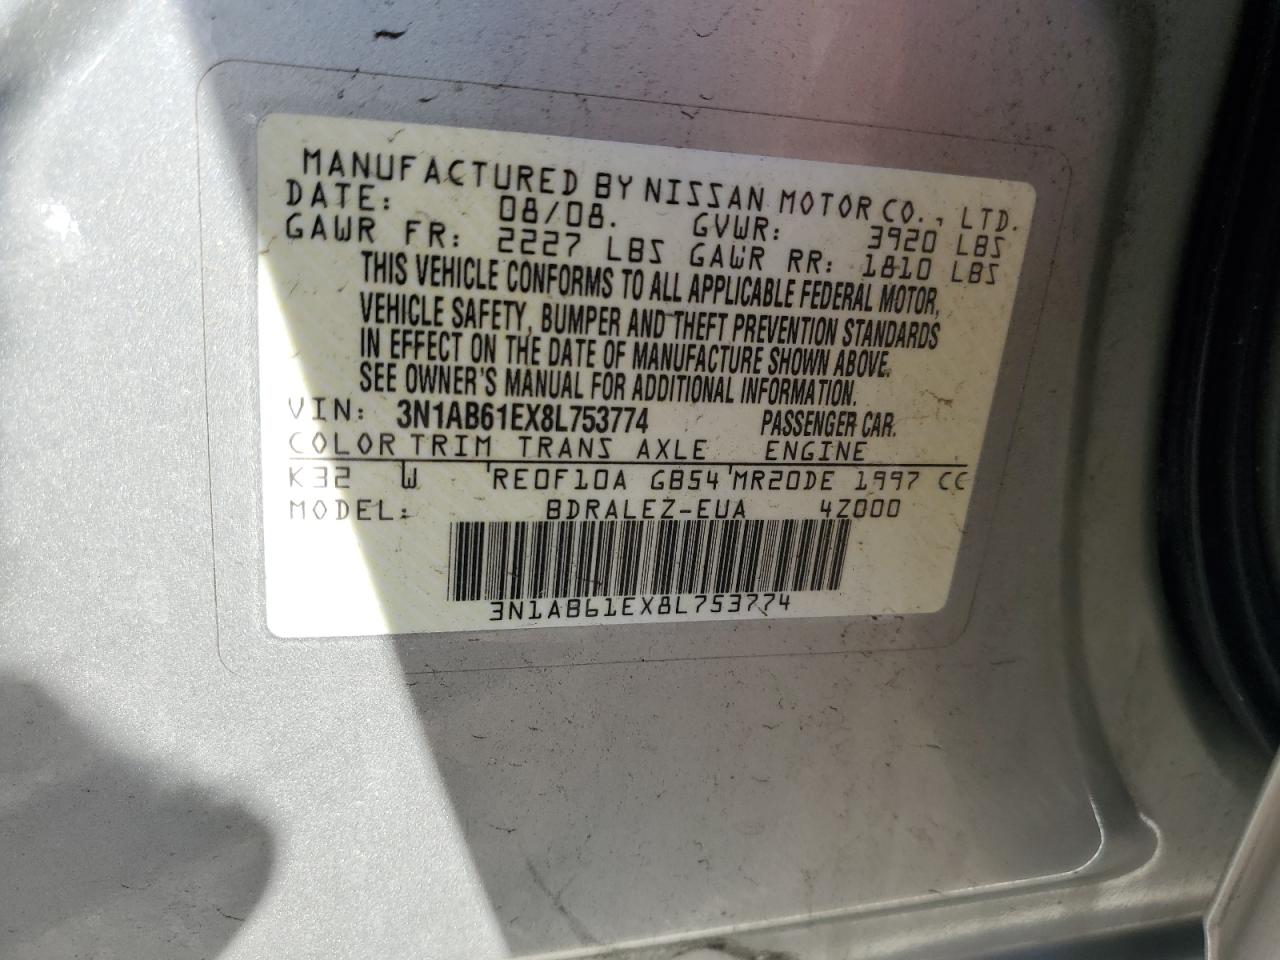 MANUFACTURED BY NISSAN MOTOR CO., LTD.
DATE: 08/08. GVWR: 3920 LBS
GAWR FR: 2227 LBS GAWR RR: 1810 LBS
THIS VEHICLE CONFORMS TO ALL APPLICABLE FEDERAL MOTOR,
VEHICLE SAFETY, BUMPER AND THEFT PREVENTION STANDARDS
IN EFFECT ON THE DATE OF MANUFACTURE SHOWN ABOVE.
SEE OWNER'S MANUAL FOR ADDITIONAL INFORMATION.
VIN: 3N1AB61EX8L753774 PASSENGER CAR.
COLOR TRIM TRANS AXLE ENGINE
K32 W 'RE0F10A GB54'MR20DE 1997 CC
MODEL: BDRALEZ-EUA 4Z000
3N1AB61EX8L753774